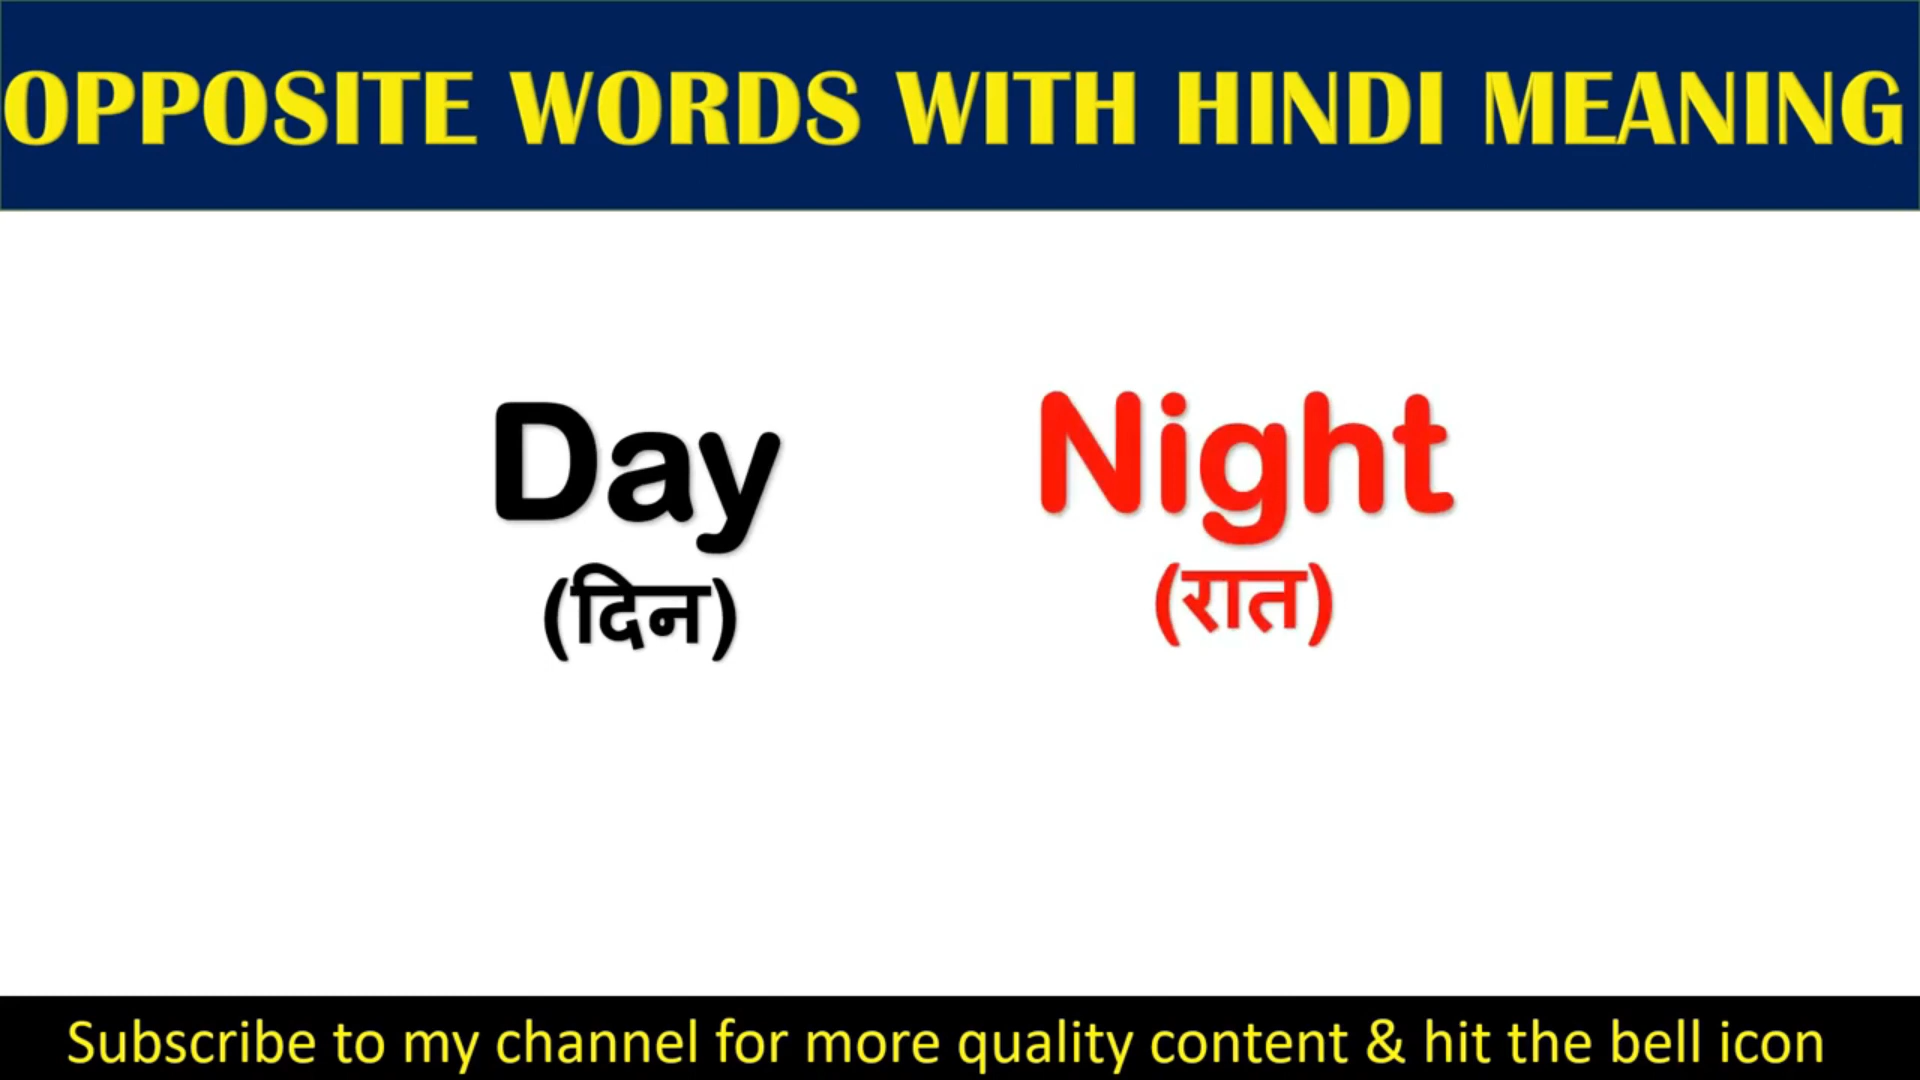 OPPOSITE WORDS WITH HINDI MEANING
Day Night
(दिन) (रात)
Subscribe to my channel for more quality content & hit the bell icon